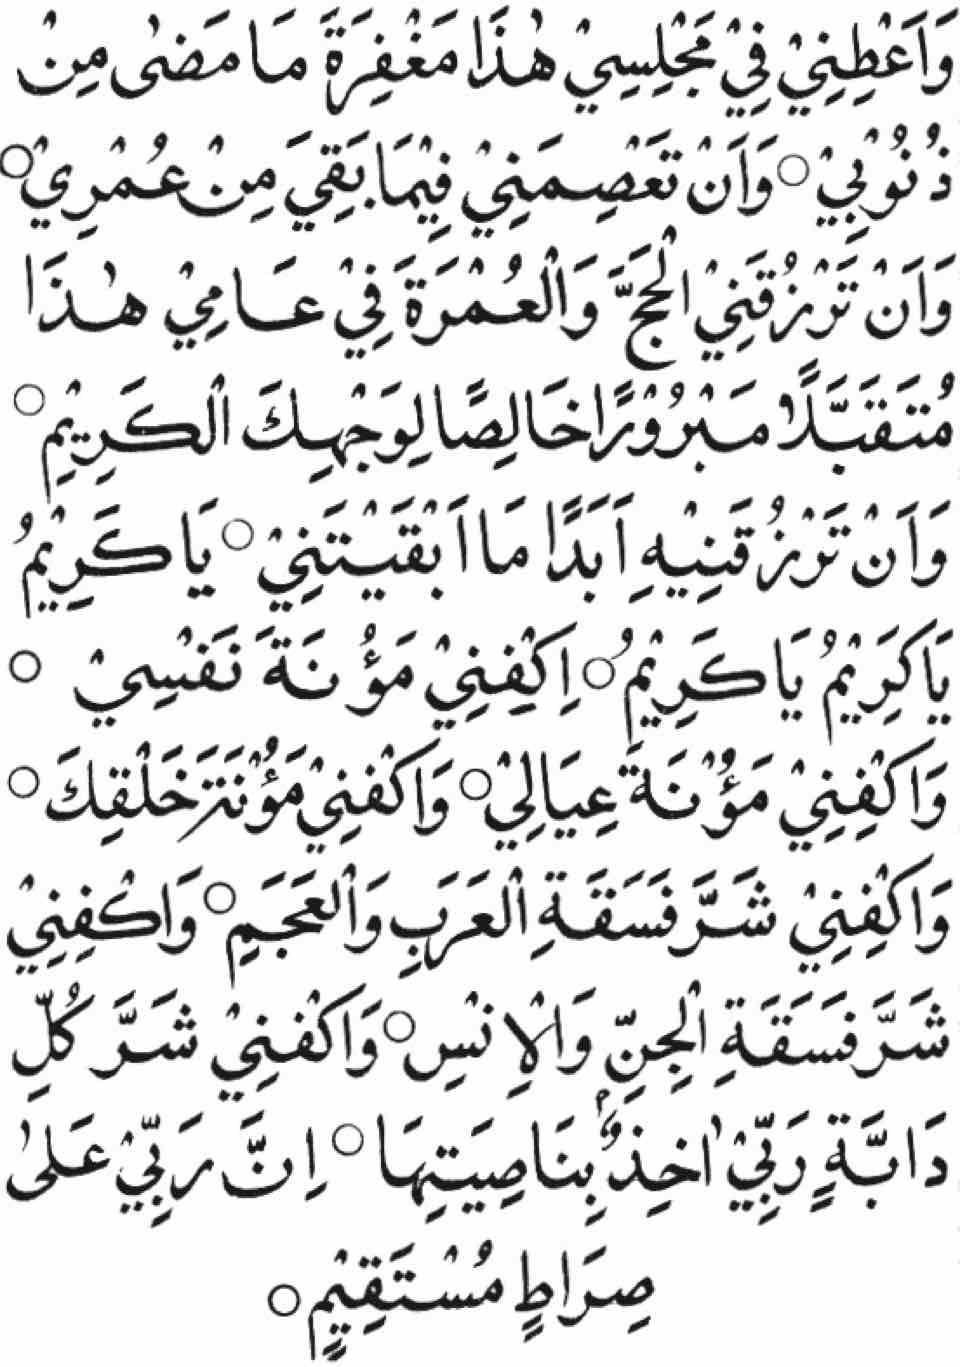 وَاَعْطِنِيْ فِيْ مَجْلِسِيْ هٰذَا مَغْفِرَةَ مَا مَضٰى مِنْ
ذُنُوْبِيْ ○ وَاَنْ تَعْصِمَنِيْ فِيْمَا بَقِيَ مِنْ عُمْرِيْ ○
وَاَنْ تَرْزُقَنِيْ الْحَجَّ وَالْعُمْرَةَ فِيْ عَامِيْ هٰذَا
مُتَقَبَّلًا مَبْرُوْرًا خَالِصًا لِوَجْهِكَ الْكَرِيْمِ ○
وَاَنْ تَرْزُقَنِيْهِ اَبَدًا مَا اَبْقَيْتَنِيْ ○ يَا كَرِيْمُ
يَا كَرِيْمُ يَا كَرِيْمُ ○ اِكْفِنِيْ مَؤُنَةَ نَفْسِيْ ○
وَاكْفِنِيْ مَؤُنَةَ عِيَالِيْ ○ وَاكْفِنِيْ مَؤُنَةَ خَلْقِكَ ○
وَاكْفِنِيْ شَرَّ فَسَقَةِ الْعَرَبِ وَالْعَجَمِ ○ وَاكْفِنِيْ
شَرَّ فَسَقَةِ الْجِنِّ وَالْاِنْسِ ○ وَاكْفِنِيْ شَرَّ كُلِّ
دَابَّةٍ رَبِّيْ اٰخِذٌۢ بِنَاصِيَتِهَا ○ اِنَّ رَبِّيْ عَلٰى
صِرَاطٍ مُسْتَقِيْمٍ ○